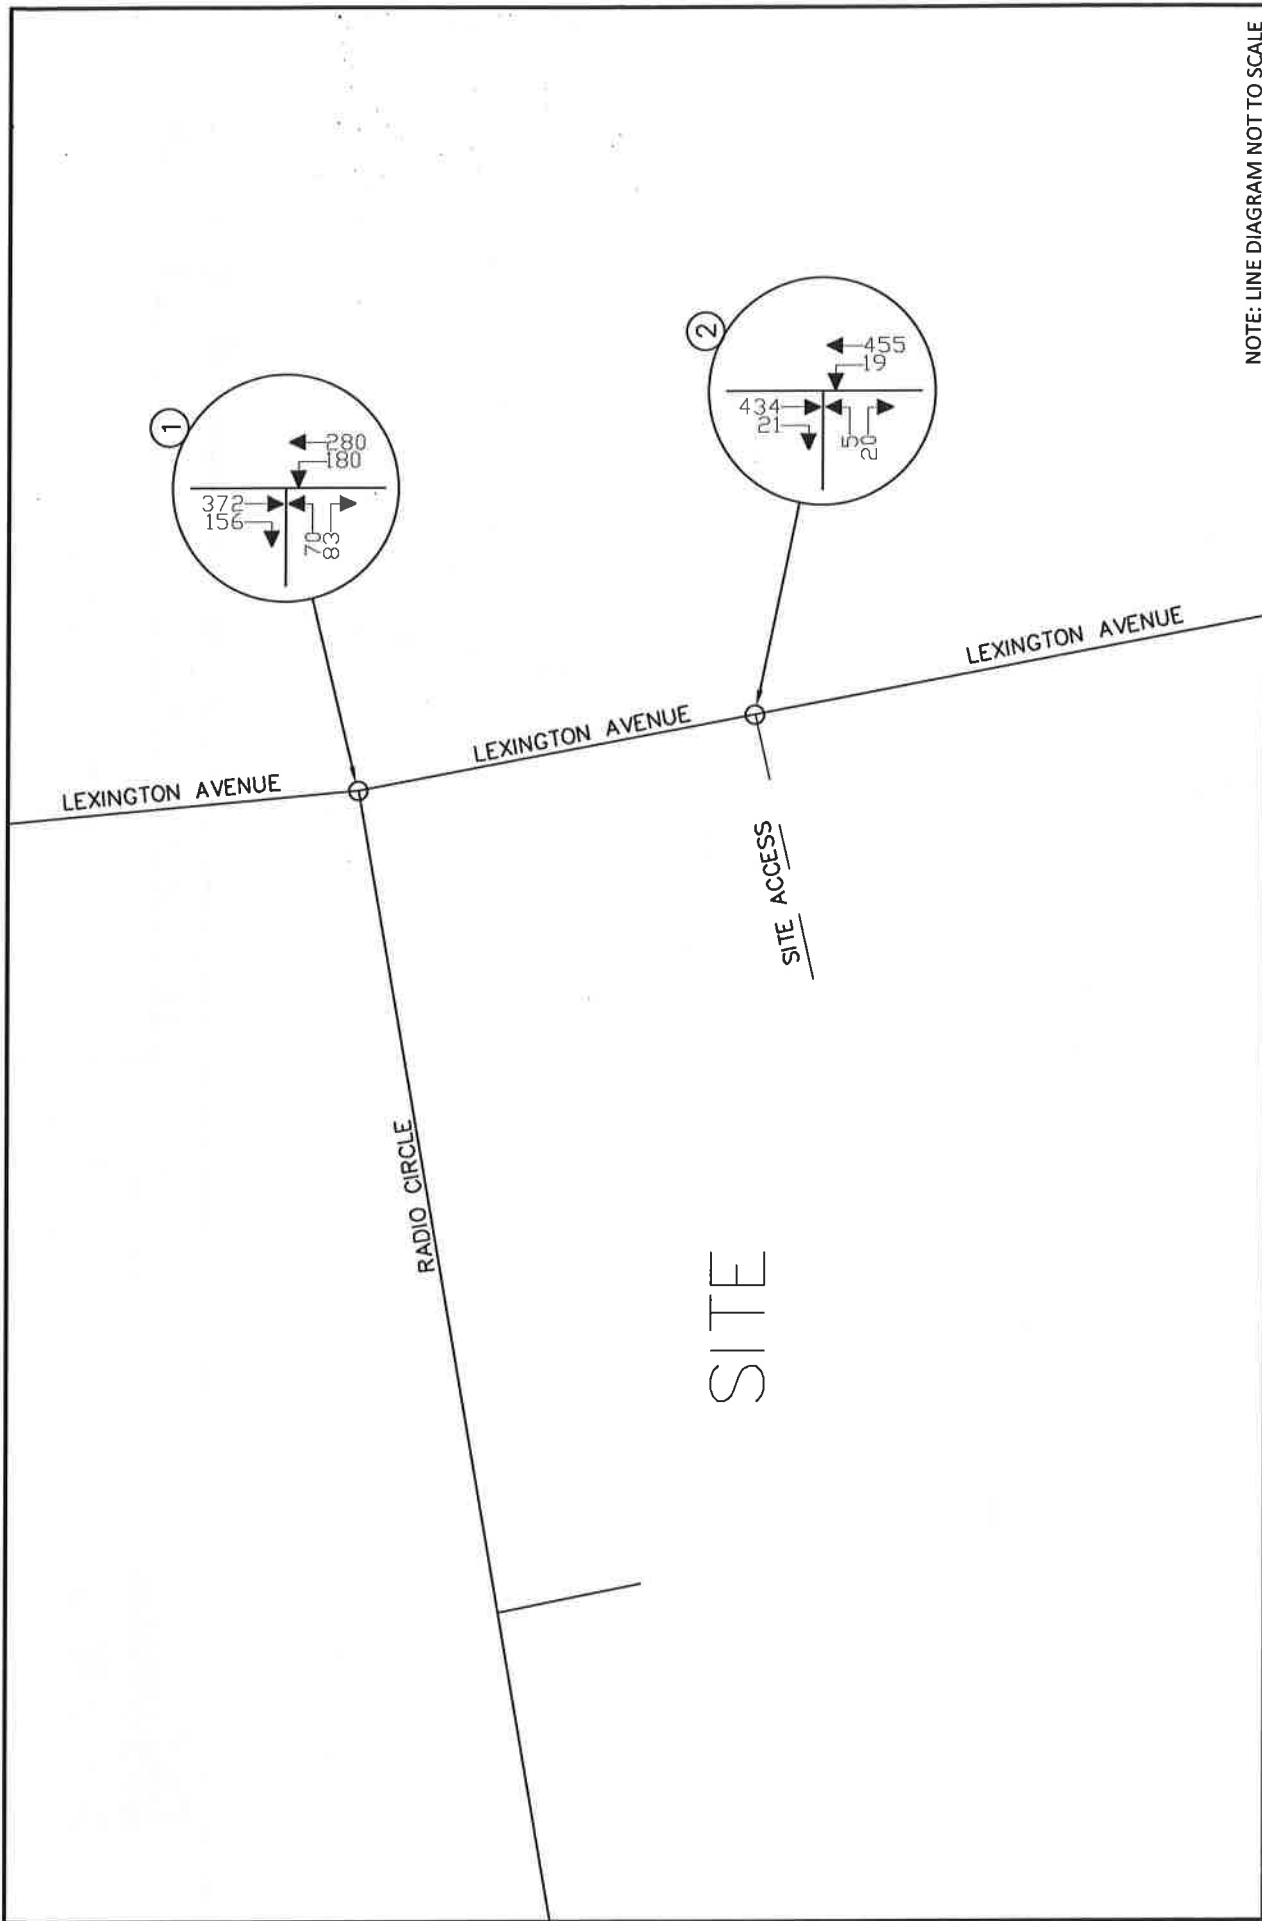 NOTE: LINE DIAGRAM NOT TO SCALE
1
280
180
372
156
70
83
2
455
19
434
21
5
20
LEXINGTON AVENUE
LEXINGTON AVENUE
LEXINGTON AVENUE
SITE ACCESS
RADIO CIRCLE
SITE